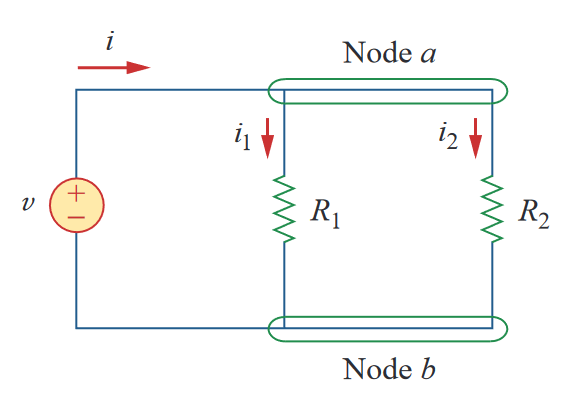 i
Node a
i₁
i₂
v
+
−
R₁
R₂
Node b